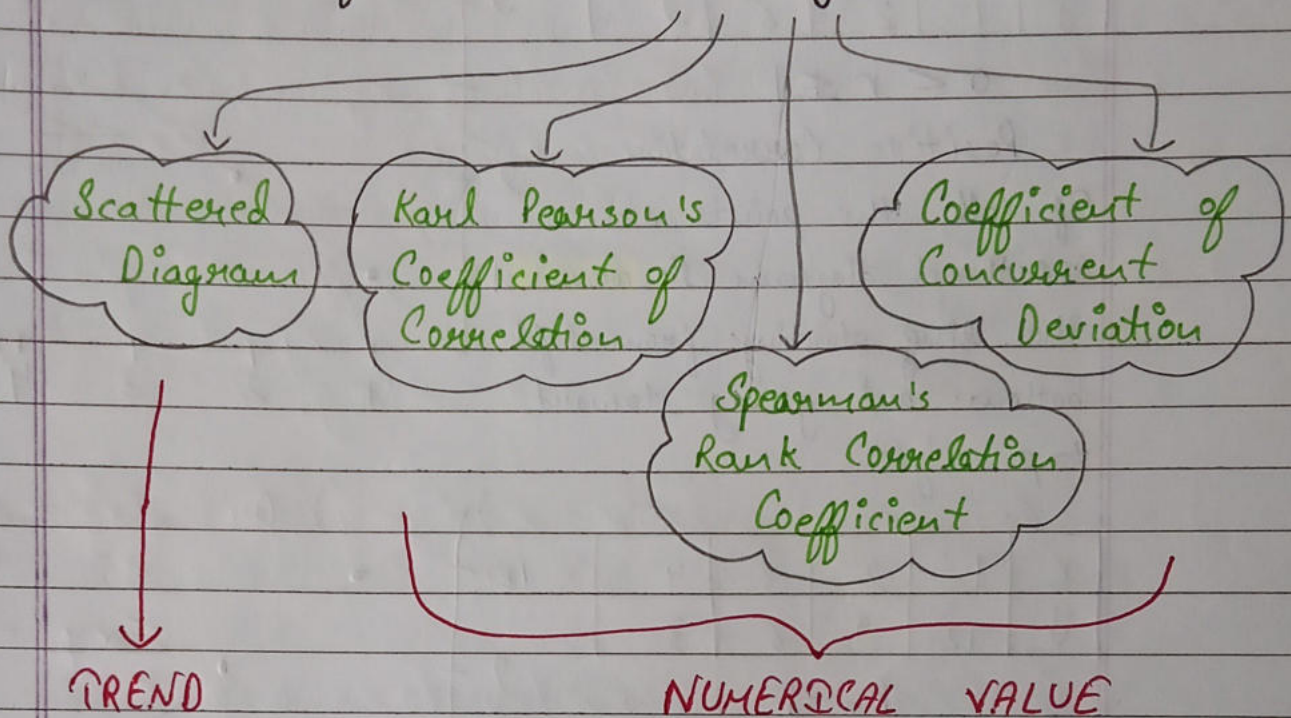 Scattered
Diagram
Karl Pearson's
Coefficient of
Correlation
Coefficient of
Concurrent
Deviation
Spearman's
Rank Correlation
Coefficient
TREND
NUMERICAL VALUE